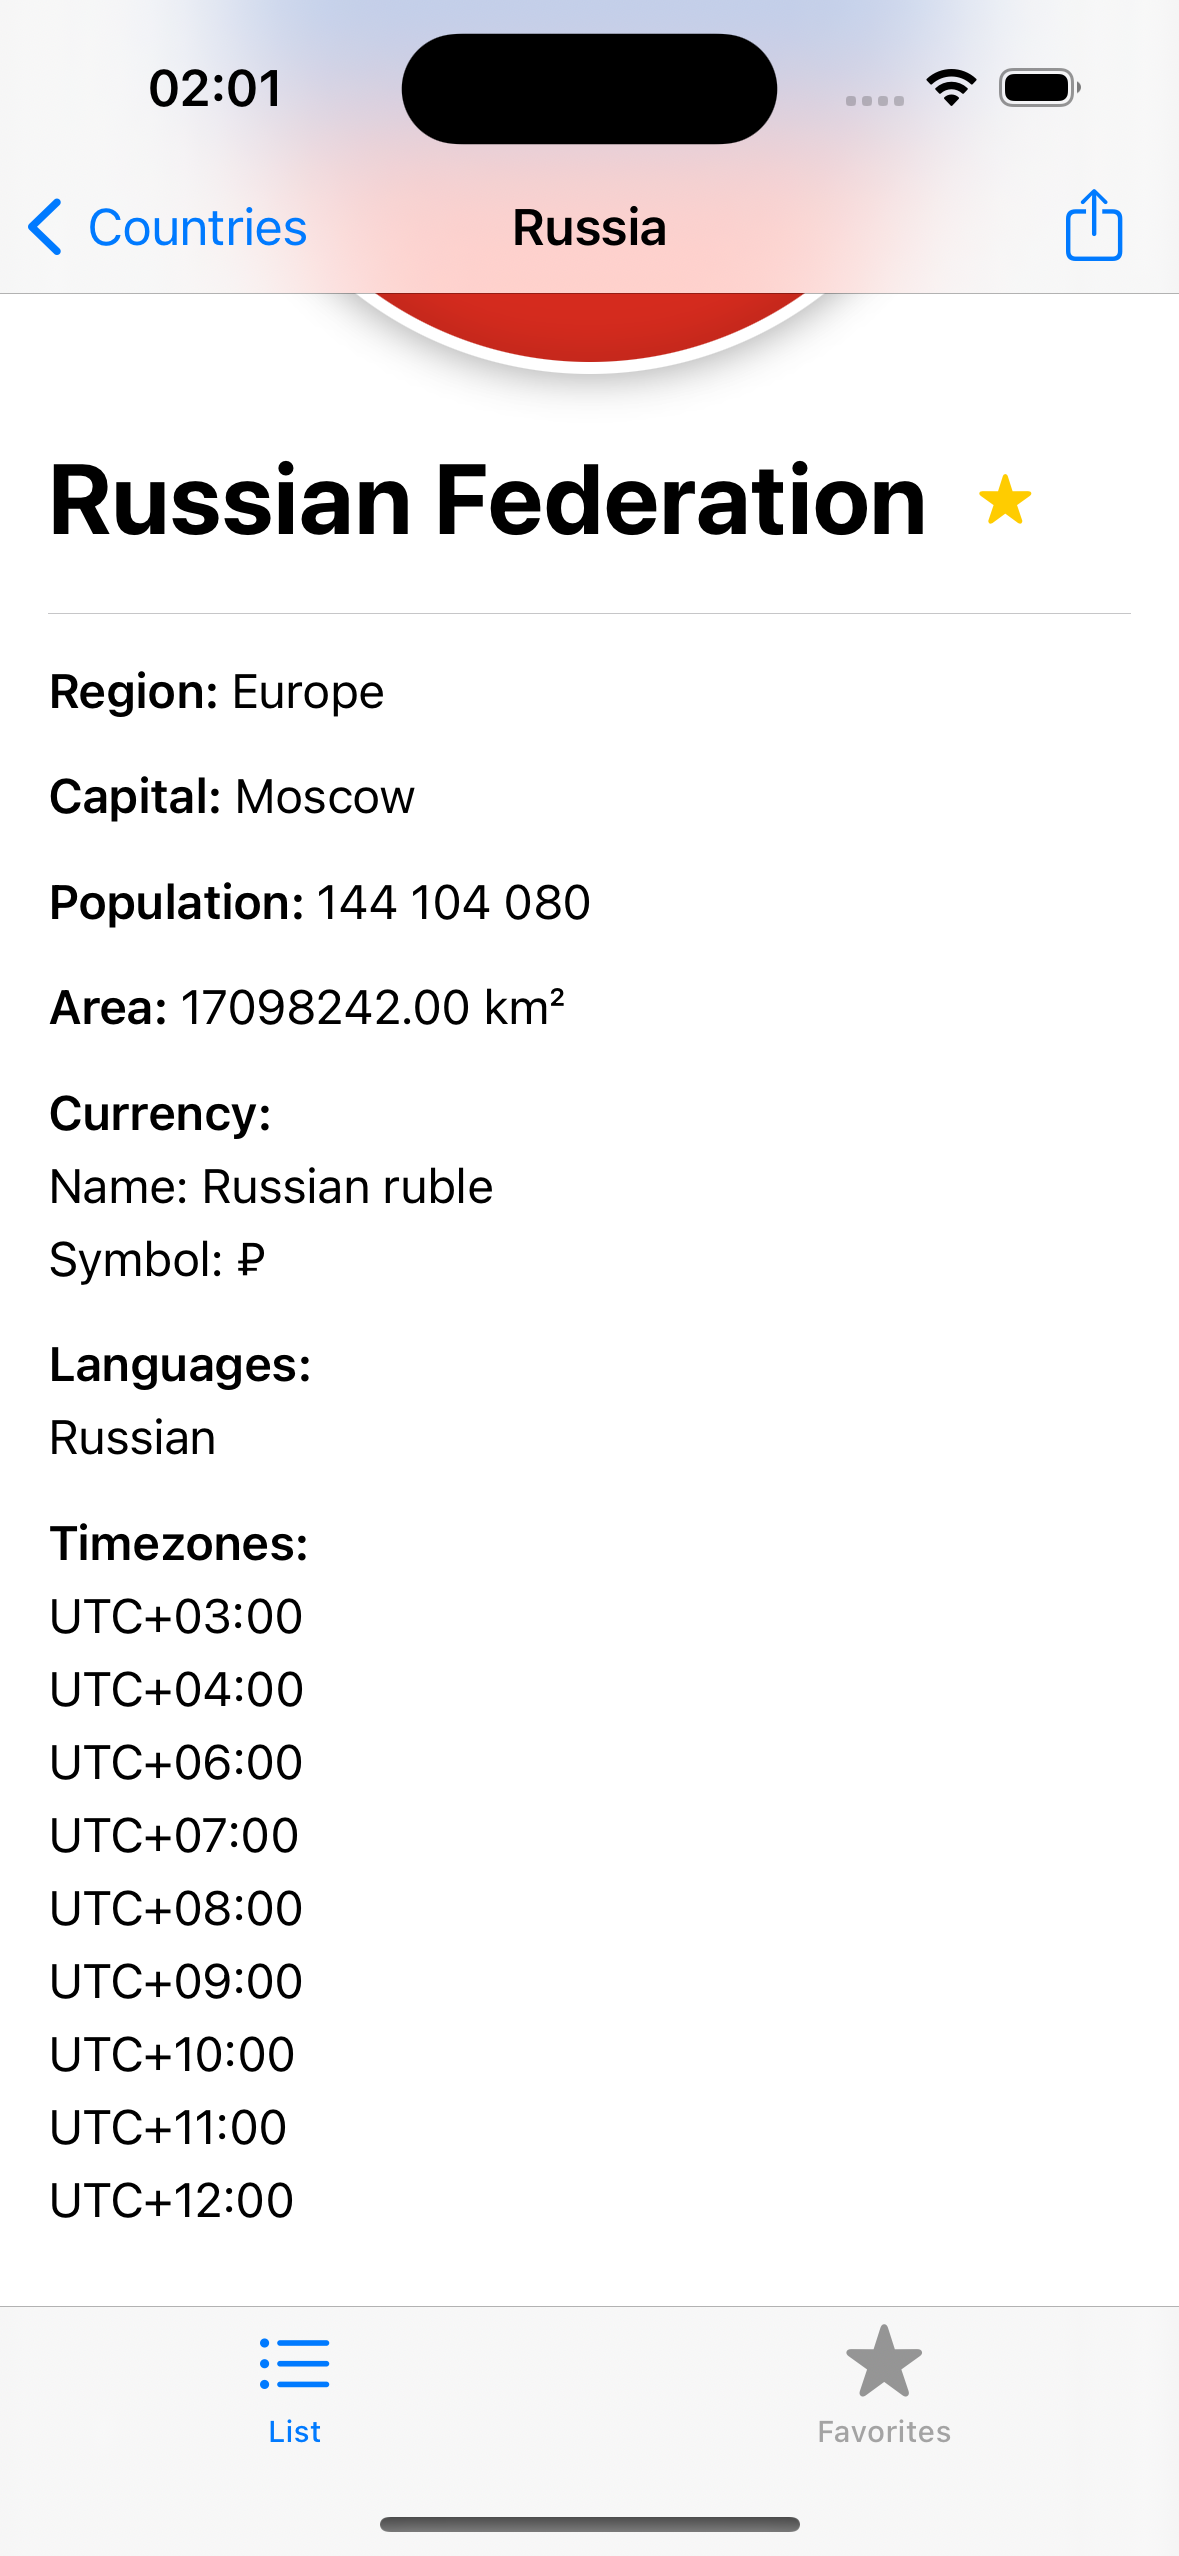 02:01
Countries
Russia
Russian Federation
Region: Europe
Capital: Moscow
Population: 144 104 080
Area: 17098242.00 km²
Currency:
Name: Russian ruble
Symbol: ₽
Languages:
Russian
Timezones:
UTC+03:00
UTC+04:00
UTC+06:00
UTC+07:00
UTC+08:00
UTC+09:00
UTC+10:00
UTC+11:00
UTC+12:00
List
Favorites